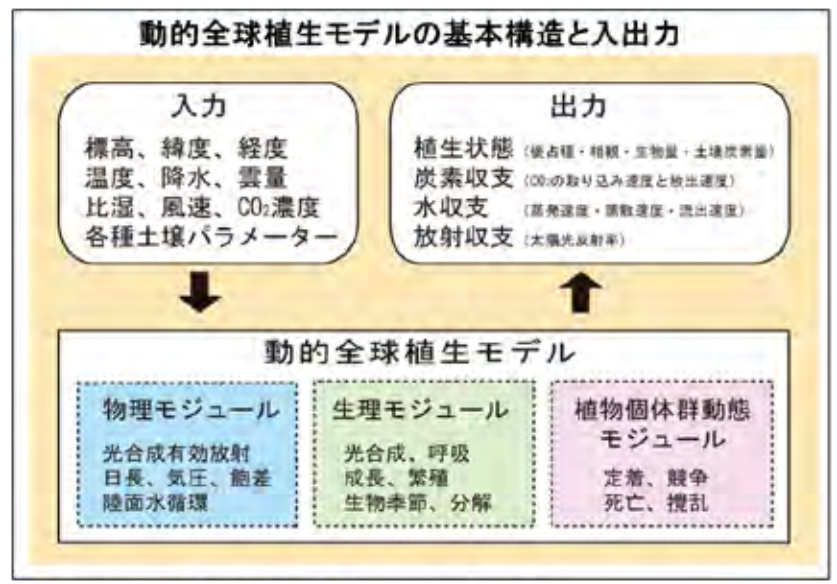 動的全球植生モデルの基本構造と入出力
入力
標高、緯度、経度
温度、降水、雲量
比湿、風速、CO₂濃度
各種土壌パラメーター
出力
植生状態（優占種・相観・生物量・土壌炭素量）
炭素収支（CO₂の取り込み速度と放出速度）
水収支（蒸発速度・蒸散速度・流出速度）
放射収支（太陽光反射率）
動的全球植生モデル
物理モジュール
光合成有効放射
日長、気圧、飽差
陸面水循環
生理モジュール
光合成、呼吸
成長、繁殖
生物季節、分解
植物個体群動態
モジュール
定着、競争
死亡、撹乱